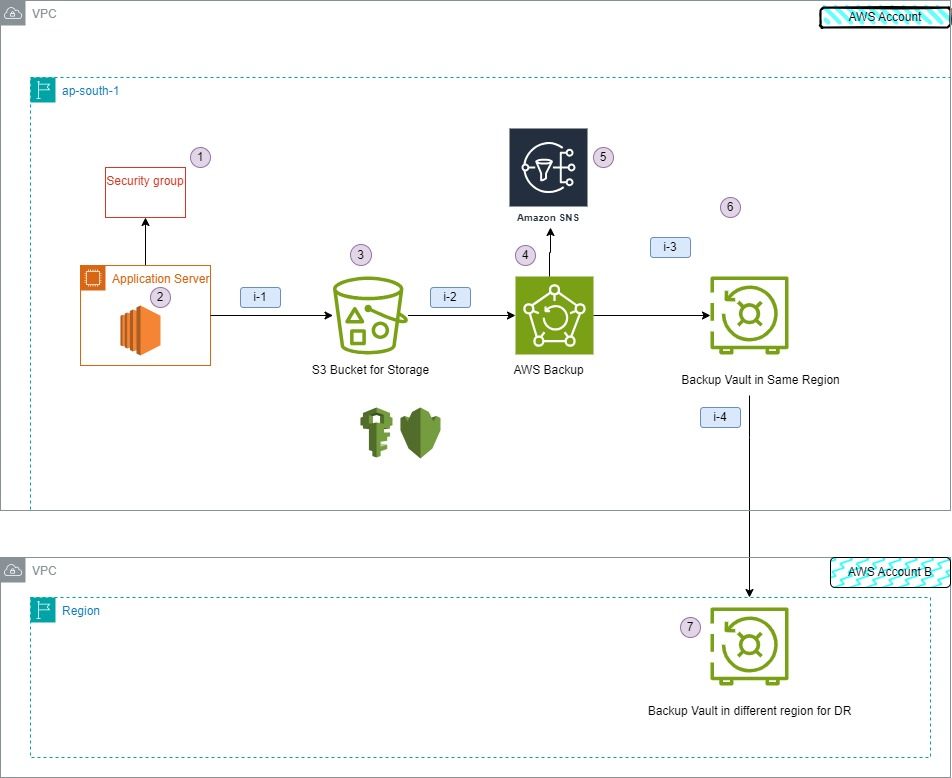 VPC
AWS Account
ap-south-1
1
Security group
5
Amazon SNS
6
i-3
3
4
Application Server
2
i-1
i-2
S3 Bucket for Storage
AWS Backup
Backup Vault in Same Region
i-4
VPC
AWS Account B
Region
7
Backup Vault in different region for DR